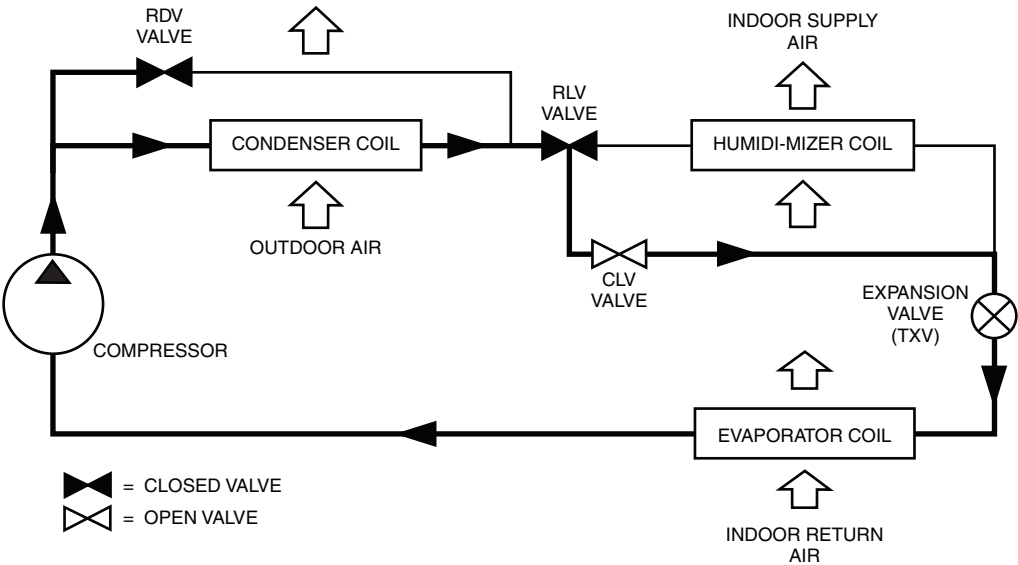 RDV
VALVE
INDOOR SUPPLY
AIR
RLV
VALVE
CONDENSER COIL
HUMIDI-MIZER COIL
OUTDOOR AIR
CLV
VALVE
EXPANSION
VALVE
(TXV)
COMPRESSOR
EVAPORATOR COIL
= CLOSED VALVE
= OPEN VALVE
INDOOR RETURN
AIR